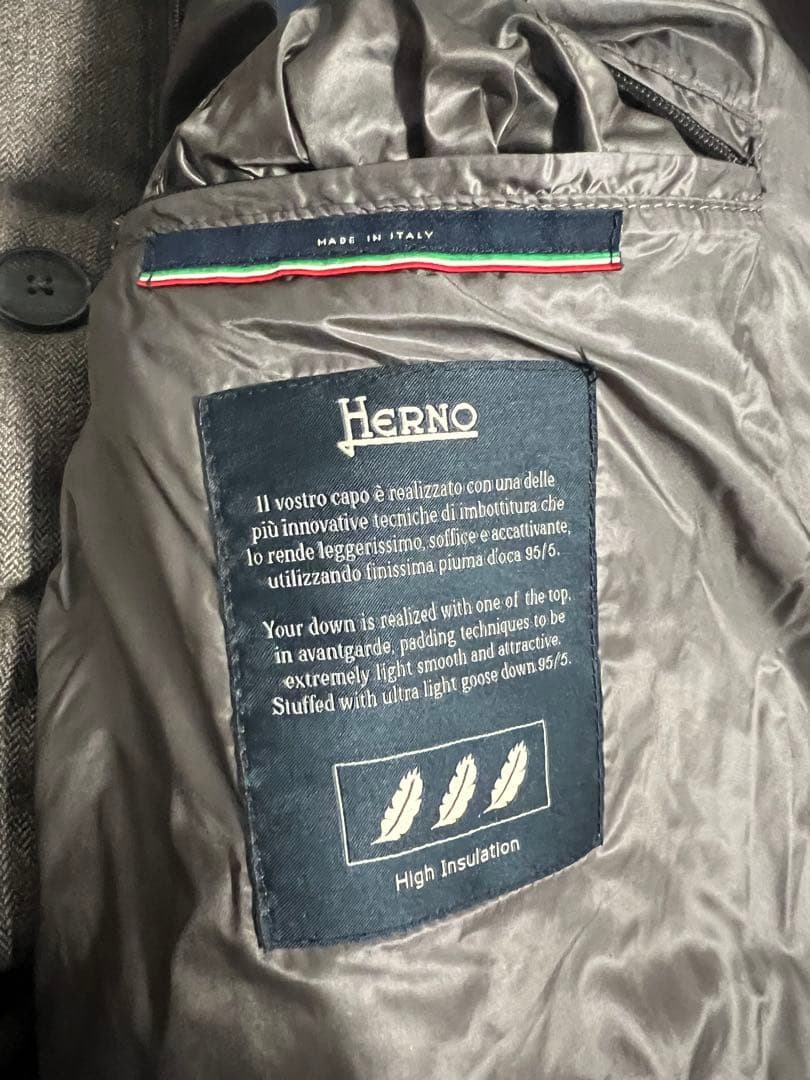 MADE IN ITALY
HERNO
Il vostro capo è realizzato con una delle
più innovative tecniche di imbottitura che
lo rende leggerissimo, soffice e accattivante,
utilizzando finissima piuma d'oca 95/5.
Your down is realized with one of the top,
in avantgarde, padding techniques to be
extremely light smooth and attractive.
Stuffed with ultra light goose down 95/5.
High Insulation